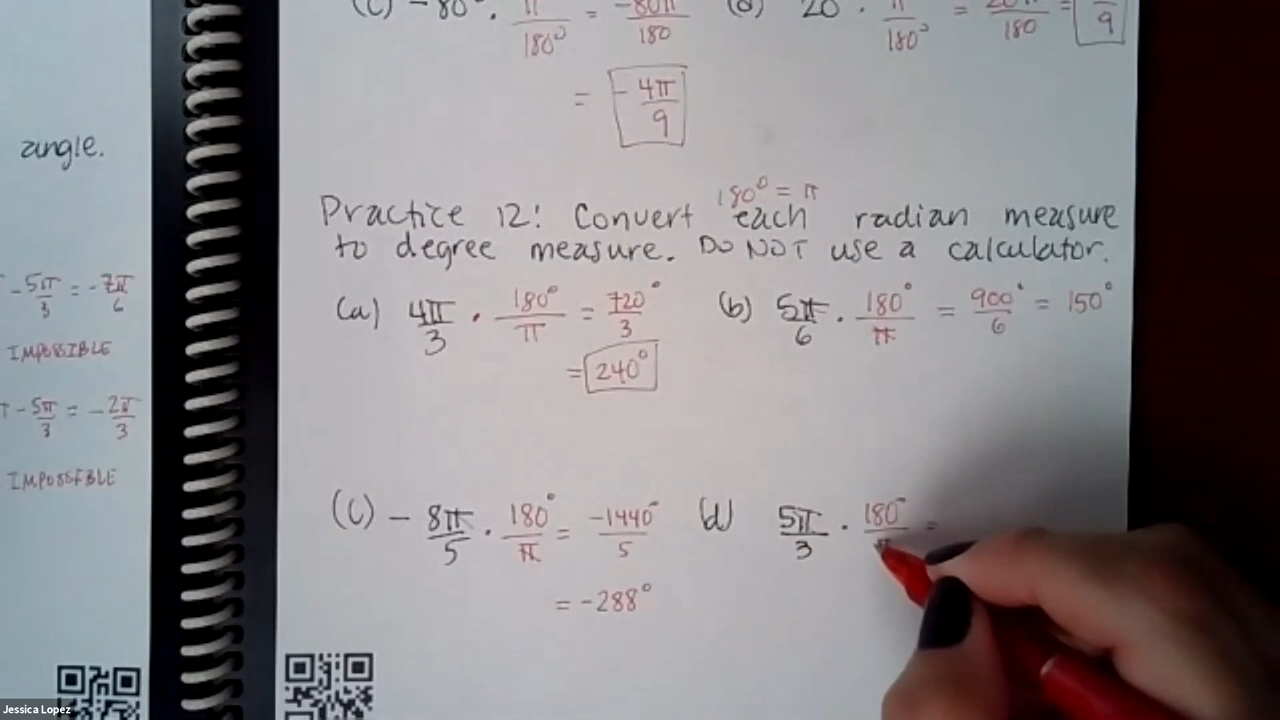 angle.
- 5π/3 = - 7π/6
IMPOSSIBLE
- 5π/3 = - 2π/3
IMPOSSIBLE
(c) -80° · π/180° = -80π/180
= - 4π/9
(d) 20° · π/180° = 20π/180 = π/9
180° = π
Practice 12: Convert each radian measure
to degree measure. DO NOT use a calculator.
(a) 4π/3 · 180°/π = 720°/3
= 240°
(b) 5π/6 · 180°/π = 900°/6 = 150°
(c) - 8π/5 · 180°/π = -1440°/5
= -288°
(d) 5π/3 · 180°/π =
Jessica Lopez